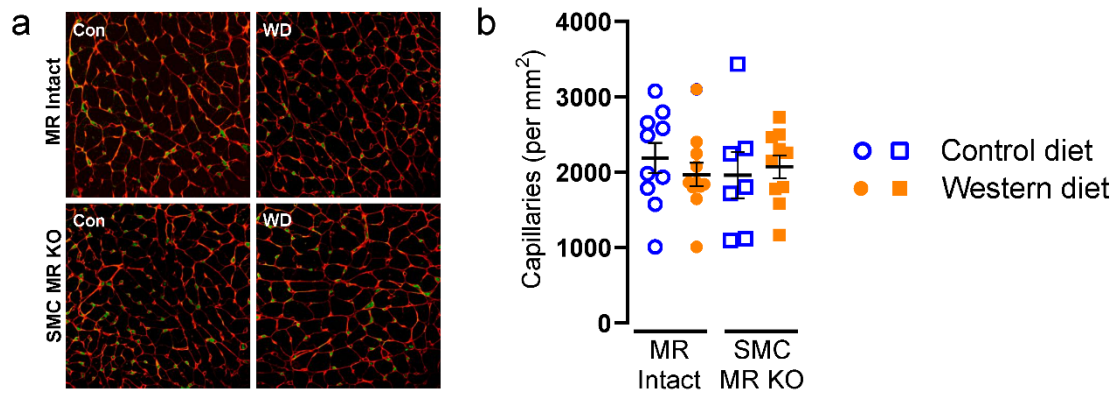 a
Con
WD
MR Intact
Con
WD
SMC MR KO
b
Capillaries (per mm²)
4000
3000
2000
1000
0
MR
Intact
SMC
MR KO
Control diet
Western diet